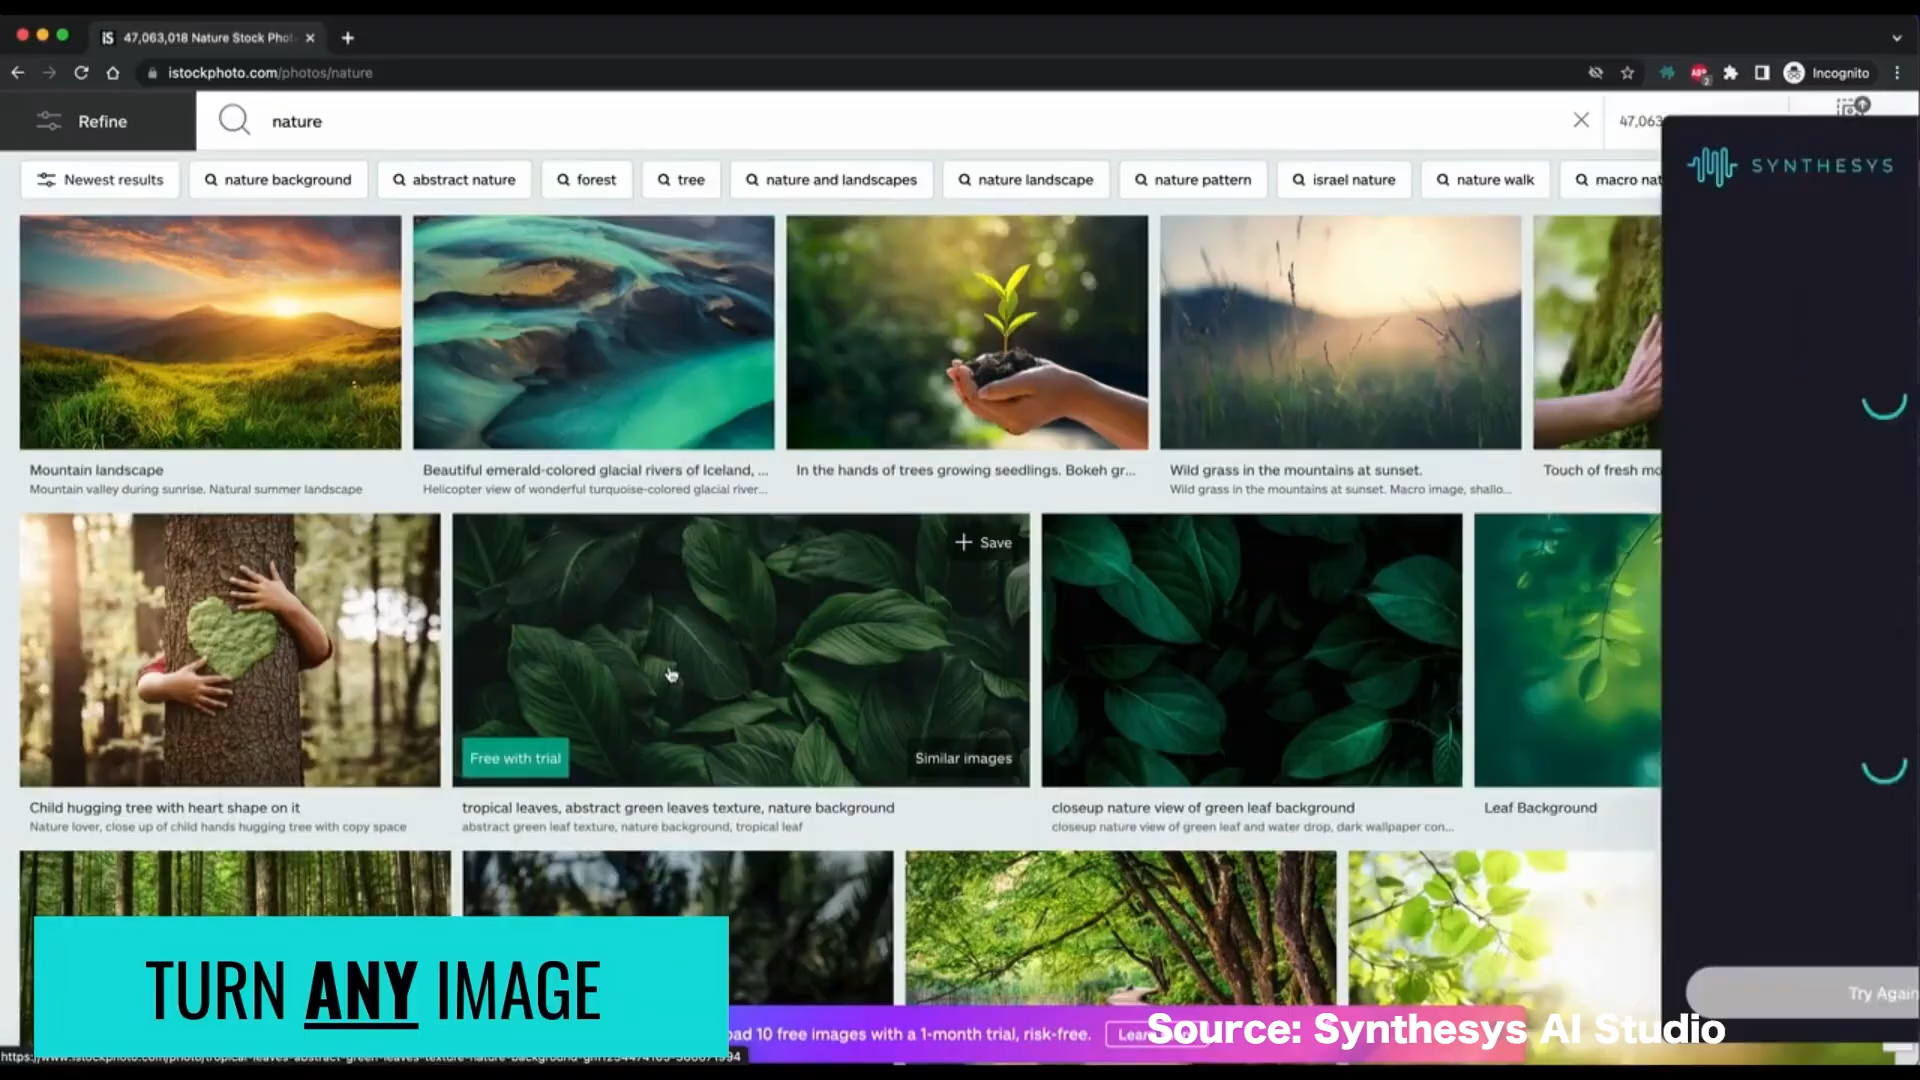 47,063,018 Nature Stock Phot
istockphoto.com/photos/nature
Incognito
Refine
nature
47,063
SYNTHESYS
Newest results
nature background
abstract nature
forest
tree
nature and landscapes
nature landscape
nature pattern
israel nature
nature walk
macro nat
Mountain landscape
Mountain valley during sunrise. Natural summer landscape
Beautiful emerald-colored glacial rivers of Iceland, ...
Helicopter view of wonderful turquoise-colored glacial river...
In the hands of trees growing seedlings. Bokeh gr...
Wild grass in the mountains at sunset.
Wild grass in the mountains at sunset. Macro image, shallo...
Touch of fresh mo
Save
Free with trial
Similar images
Child hugging tree with heart shape on it
Nature lover, close up of child hands hugging tree with copy space
tropical leaves, abstract green leaves texture, nature background
abstract green leaf texture, nature background, tropical leaf
closeup nature view of green leaf background
closeup nature view of green leaf and water drop, dark wallpaper con...
Leaf Background
TURN ANY IMAGE
Try Again
oad 10 free images with a 1-month trial, risk-free.
Source: Synthesys AI Studio